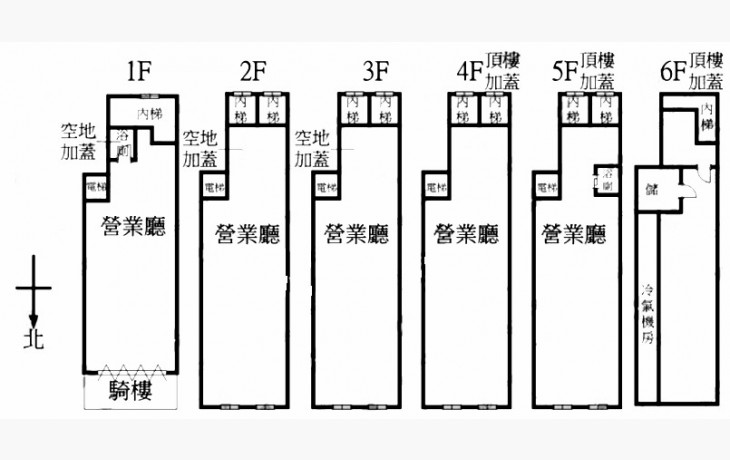 1F
內梯
空地
加蓋
浴
廁
電梯
營業廳
騎樓
北
2F
內
梯
內
梯
空地
加蓋
電梯
營業廳
3F
內
梯
內
梯
空地
加蓋
電梯
營業廳
4F
頂樓
加蓋
內
梯
內
梯
電梯
營業廳
5F
頂樓
加蓋
內
梯
內
梯
電梯
浴
廁
營業廳
6F
頂樓
加蓋
內
梯
儲
冷
氣
機
房